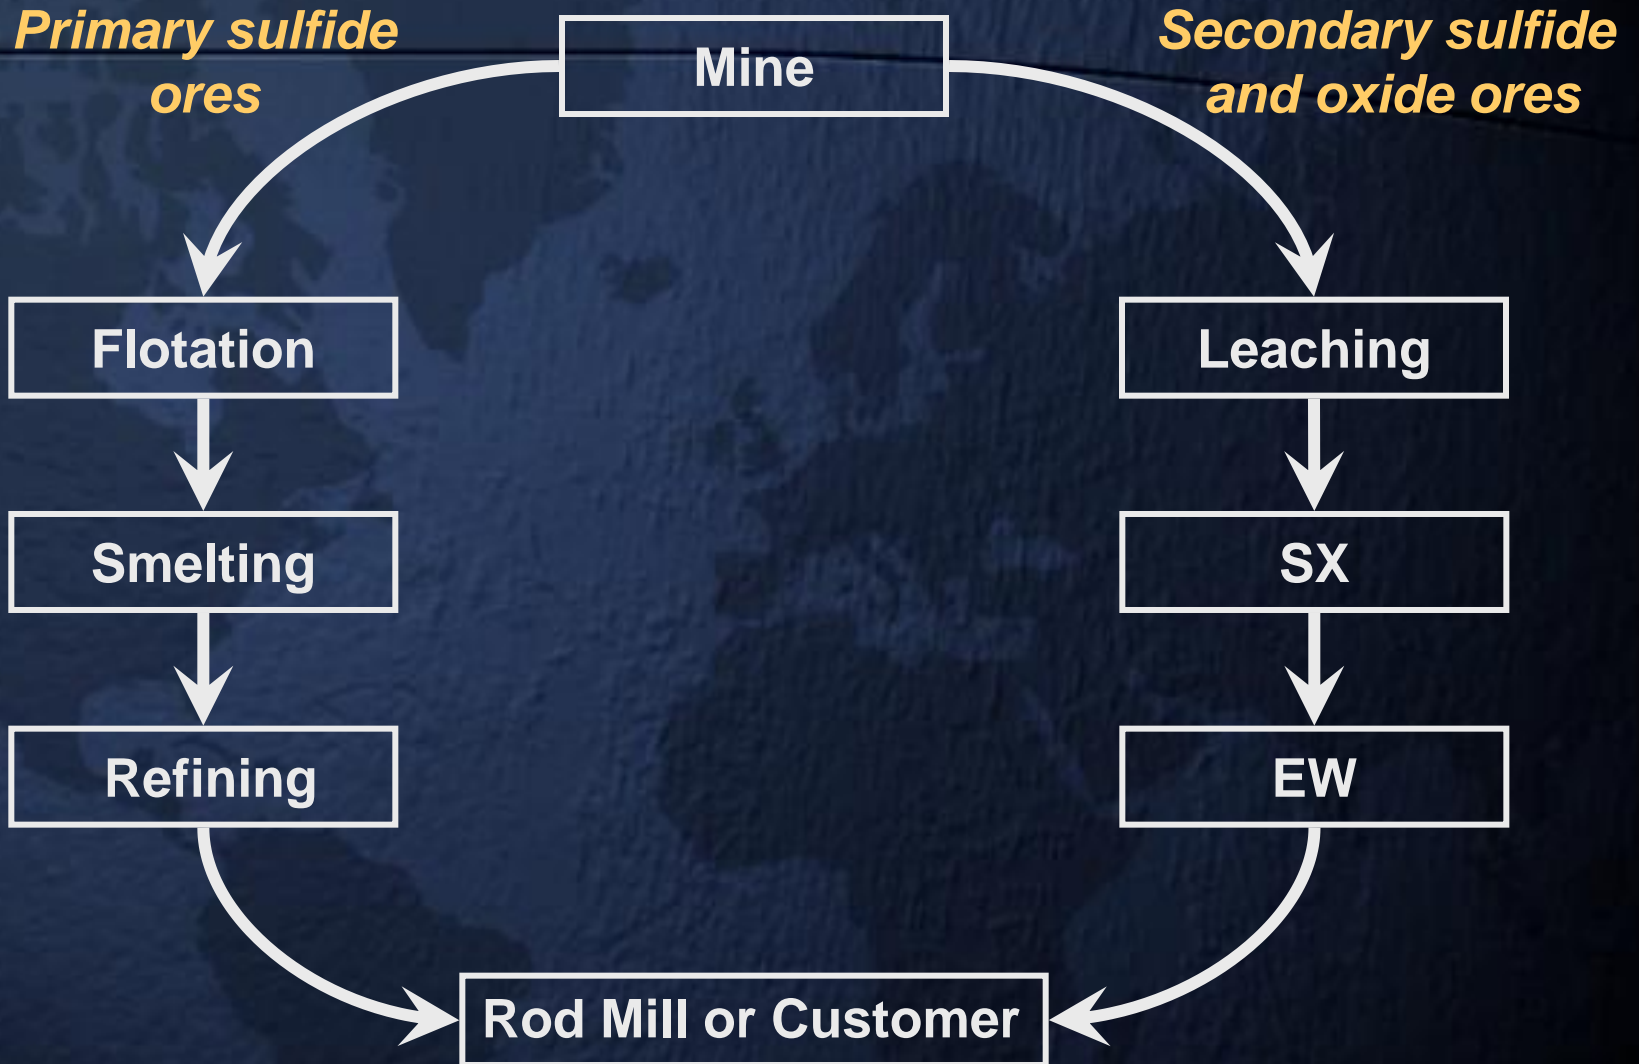 Primary sulfide
ores
Mine
Secondary sulfide
and oxide ores
Flotation
Leaching
Smelting
SX
Refining
EW
Rod Mill or Customer